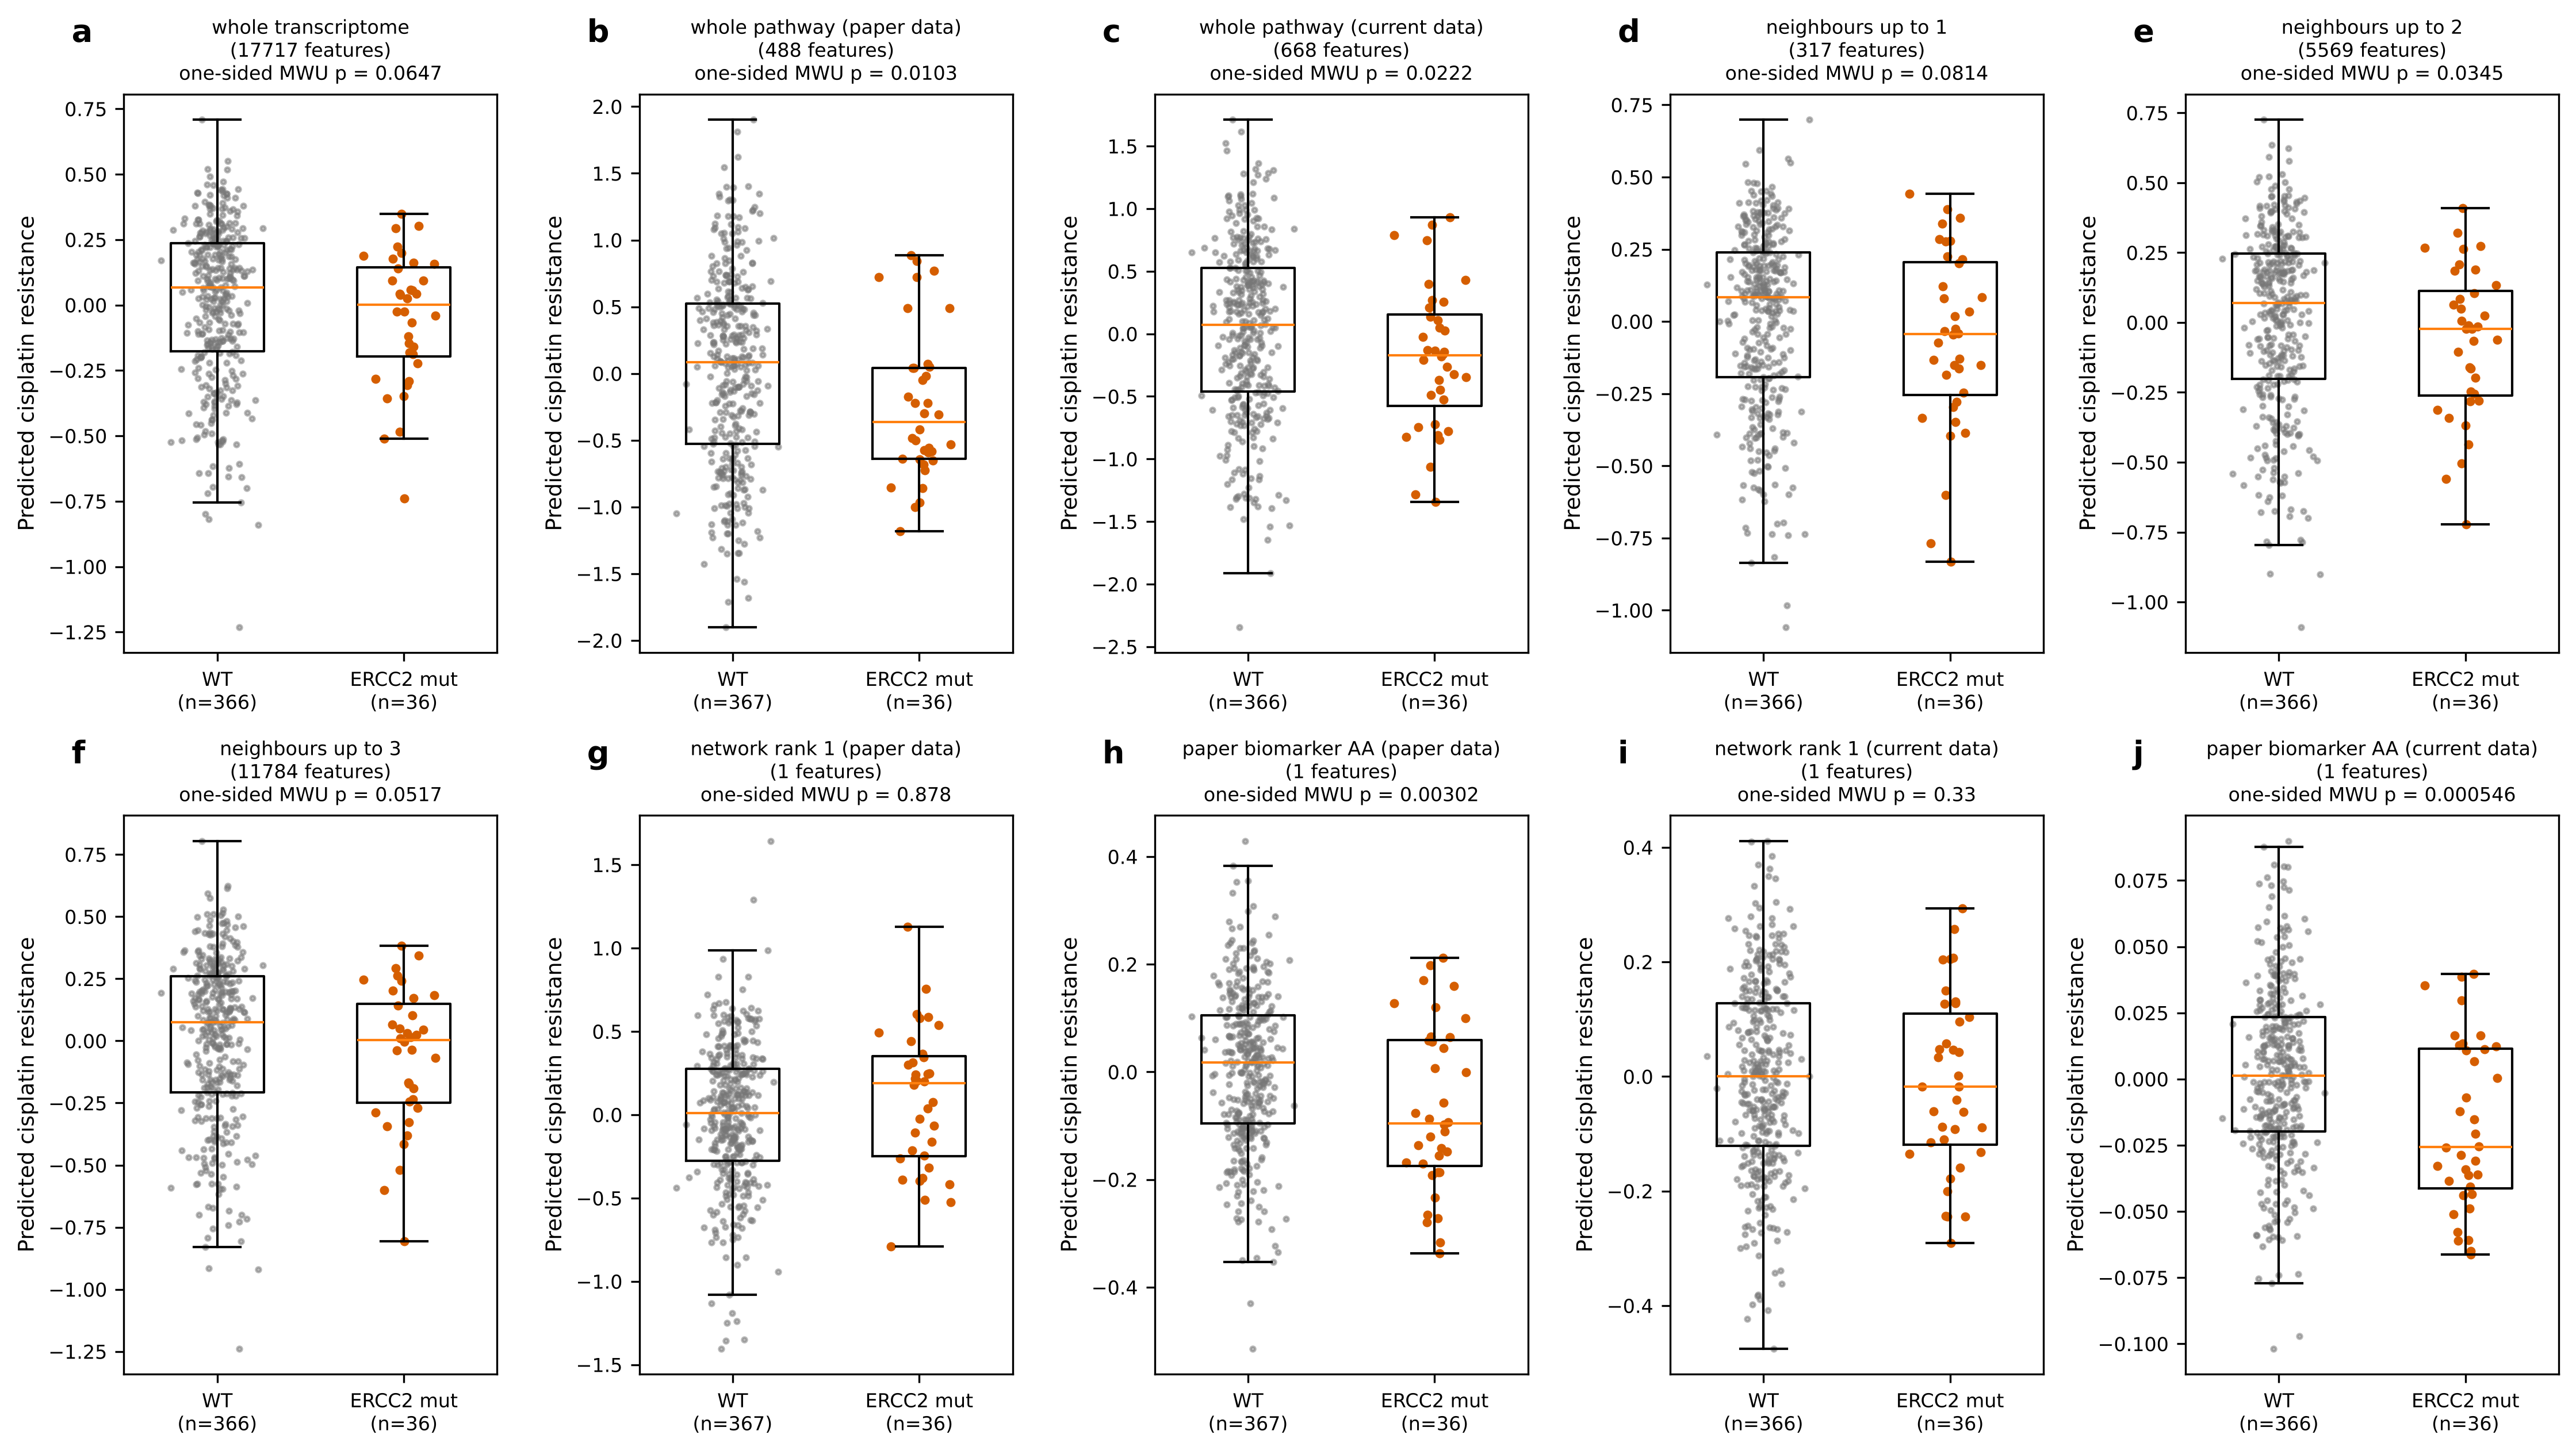 a
whole transcriptome
(17717 features)
one-sided MWU p = 0.0647
Predicted cisplatin resistance
0.75
0.50
0.25
0.00
−0.25
−0.50
−0.75
−1.00
−1.25
WT
(n=366)
ERCC2 mut
(n=36)
b
whole pathway (paper data)
(488 features)
one-sided MWU p = 0.0103
Predicted cisplatin resistance
2.0
1.5
1.0
0.5
0.0
−0.5
−1.0
−1.5
−2.0
WT
(n=367)
ERCC2 mut
(n=36)
c
whole pathway (current data)
(668 features)
one-sided MWU p = 0.0222
Predicted cisplatin resistance
1.5
1.0
0.5
0.0
−0.5
−1.0
−1.5
−2.0
−2.5
WT
(n=366)
ERCC2 mut
(n=36)
d
neighbours up to 1
(317 features)
one-sided MWU p = 0.0814
Predicted cisplatin resistance
0.75
0.50
0.25
0.00
−0.25
−0.50
−0.75
−1.00
WT
(n=366)
ERCC2 mut
(n=36)
e
neighbours up to 2
(5569 features)
one-sided MWU p = 0.0345
Predicted cisplatin resistance
0.75
0.50
0.25
0.00
−0.25
−0.50
−0.75
−1.00
WT
(n=366)
ERCC2 mut
(n=36)
f
neighbours up to 3
(11784 features)
one-sided MWU p = 0.0517
Predicted cisplatin resistance
0.75
0.50
0.25
0.00
−0.25
−0.50
−0.75
−1.00
−1.25
WT
(n=366)
ERCC2 mut
(n=36)
g
network rank 1 (paper data)
(1 features)
one-sided MWU p = 0.878
Predicted cisplatin resistance
1.5
1.0
0.5
0.0
−0.5
−1.0
−1.5
WT
(n=367)
ERCC2 mut
(n=36)
h
paper biomarker AA (paper data)
(1 features)
one-sided MWU p = 0.00302
Predicted cisplatin resistance
0.4
0.2
0.0
−0.2
−0.4
WT
(n=367)
ERCC2 mut
(n=36)
i
network rank 1 (current data)
(1 features)
one-sided MWU p = 0.33
Predicted cisplatin resistance
0.4
0.2
0.0
−0.2
−0.4
WT
(n=366)
ERCC2 mut
(n=36)
j
paper biomarker AA (current data)
(1 features)
one-sided MWU p = 0.000546
Predicted cisplatin resistance
0.075
0.050
0.025
0.000
−0.025
−0.050
−0.075
−0.100
WT
(n=366)
ERCC2 mut
(n=36)